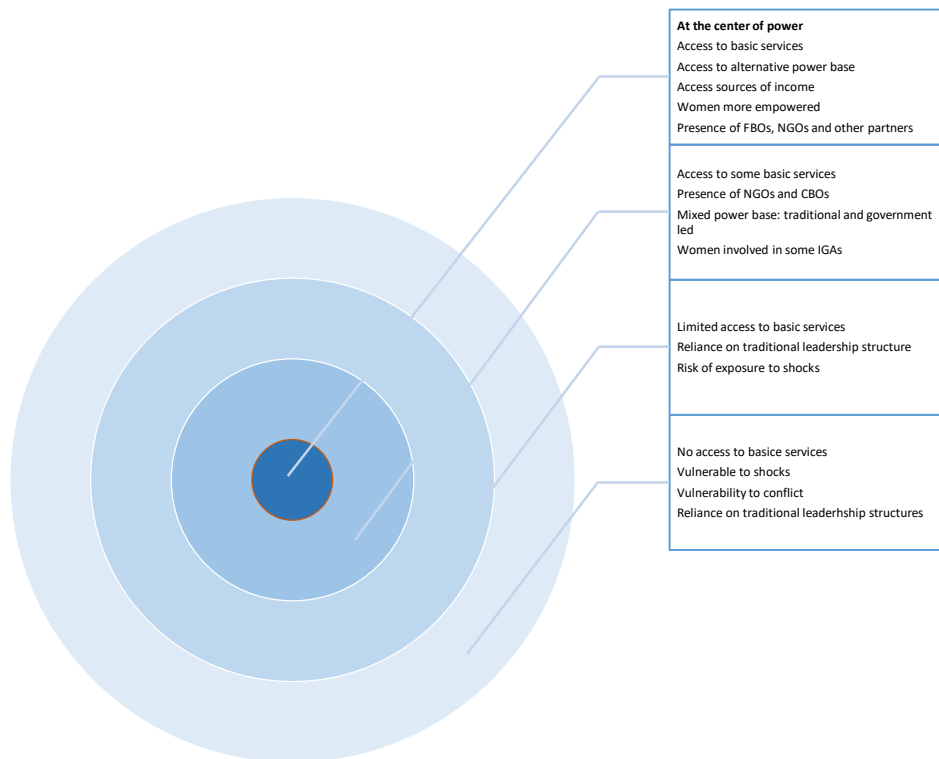 At the center of power
Access to basic services
Access to alternative power base
Access sources of income
Women more empowered
Presence of FBOs, NGOs and other partners
Access to some basic services
Presence of NGOs and CBOs
Mixed power base: traditional and government
led
Women involved in some IGAs
Limited access to basic services
Reliance on traditional leadership structure
Risk of exposure to shocks
No access to basice services
Vulnerable to shocks
Vulnerability to conflict
Reliance on traditional leaderhship structures